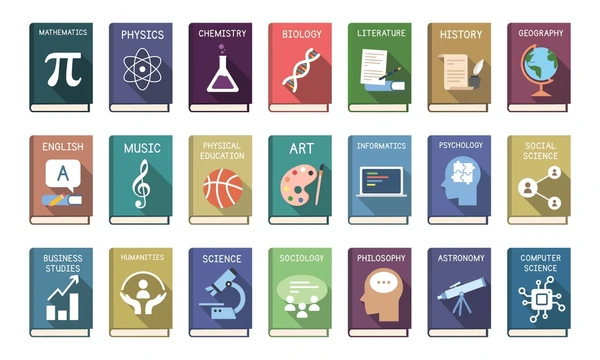 MATHEMATICS
PHYSICS
CHEMISTRY
BIOLOGY
LITERATURE
HISTORY
GEOGRAPHY
π
ENGLISH
A
MUSIC
PHYSICAL
EDUCATION
ART
INFORMATICS
PSYCHOLOGY
SOCIAL
SCIENCE
BUSINESS
STUDIES
HUMANITIES
SCIENCE
SOCIOLOGY
PHILOSOPHY
ASTRONOMY
COMPUTER
SCIENCE